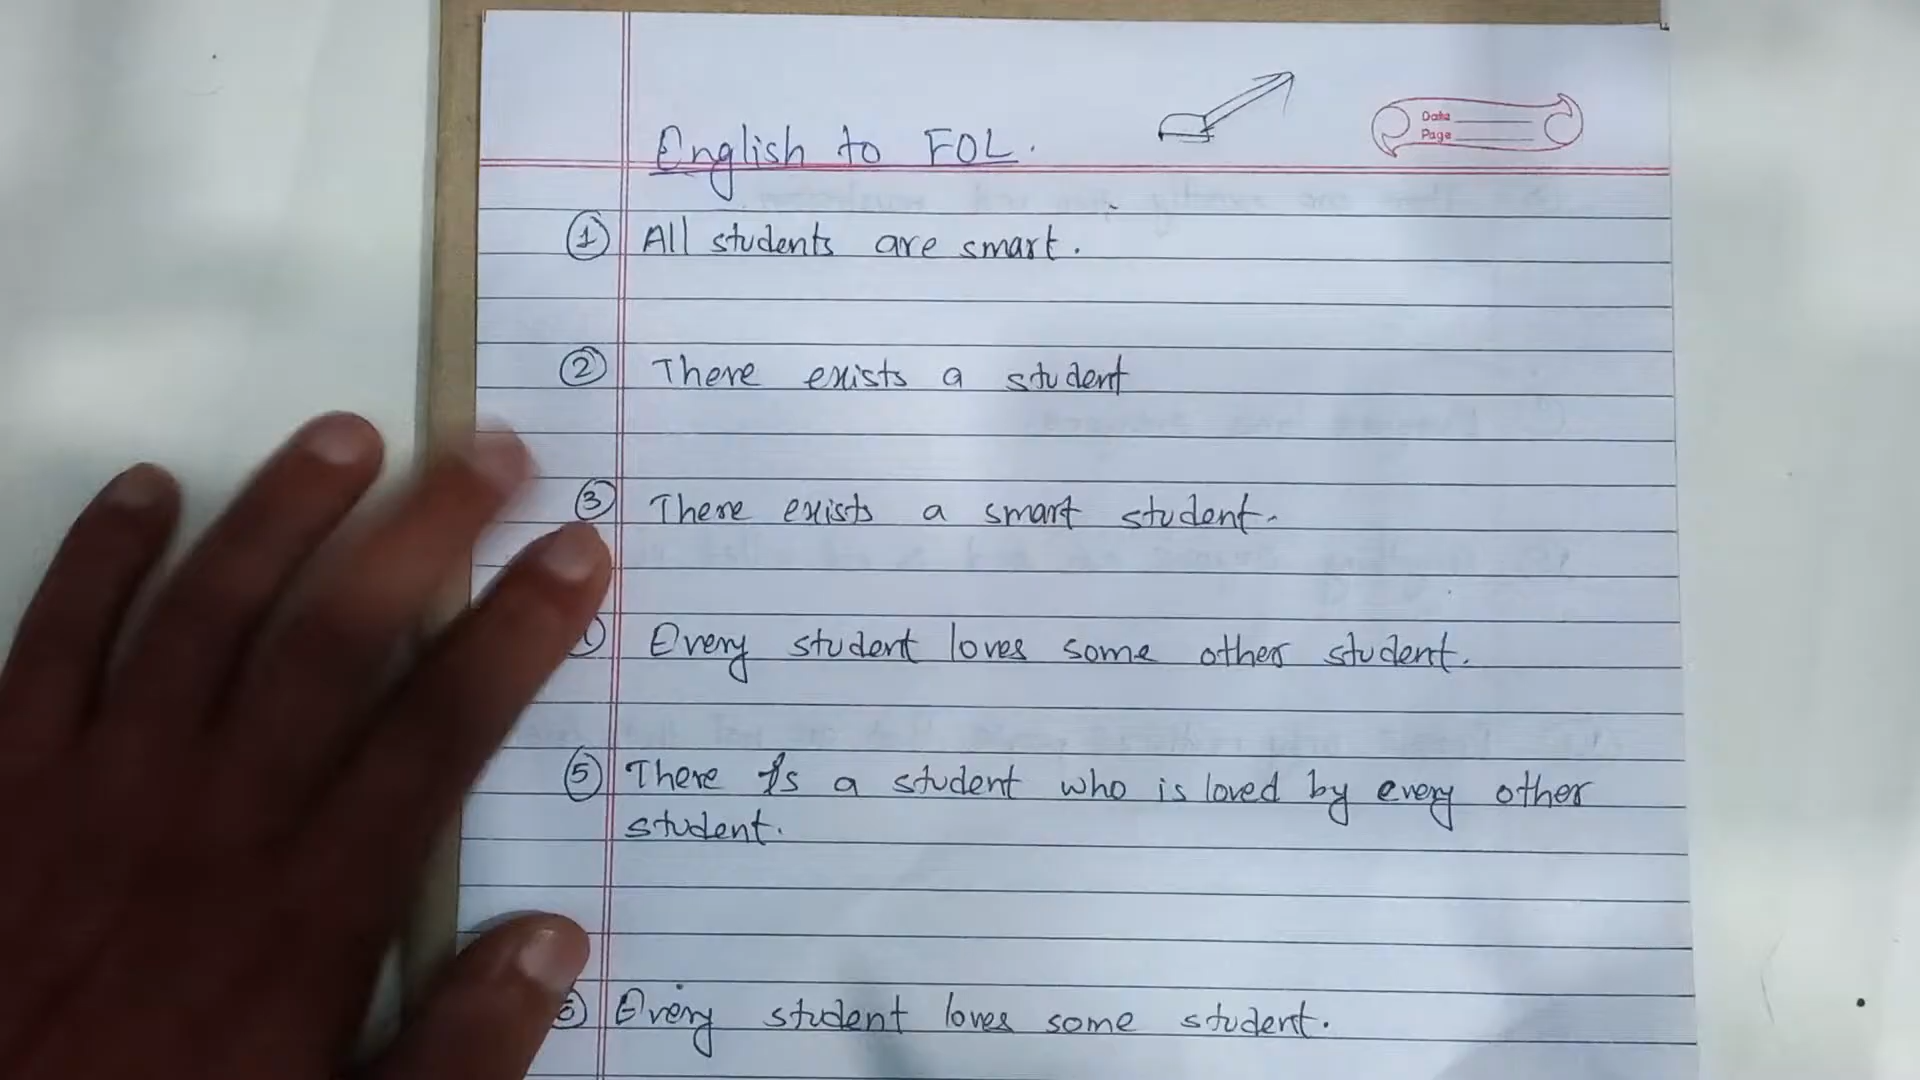 English to FOL.
Date
Page
① All students are smart.
② There exists a student
③ There exists a smart student.
Every student loves some other student.
⑤ There Is a student who is loved by every other
student.
⑥ Every student loves some student.